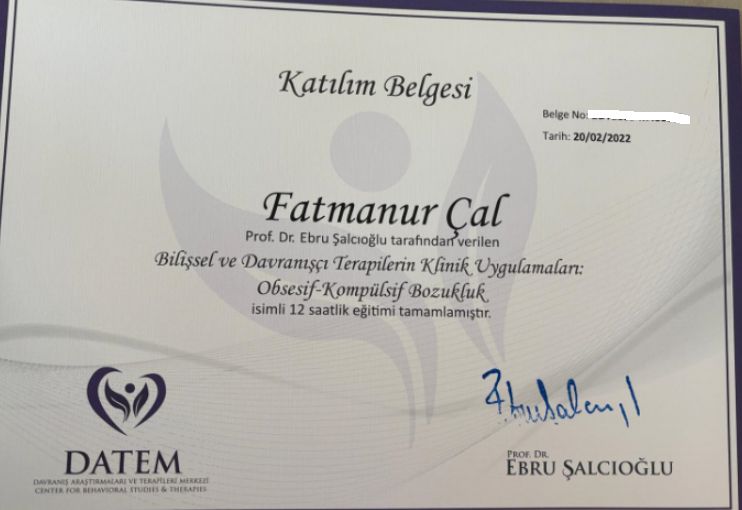 Katılım Belgesi
Belge No:
Tarih: 20/02/2022
Fatmanur Çal
Prof. Dr. Ebru Şalcıoğlu tarafından verilen
Bilişsel ve Davranışçı Terapilerin Klinik Uygulamaları:
Obsesif-Kompülsif Bozukluk
isimli 12 saatlik eğitimi tamamlamıştır.
DATEM
DAVRANIŞ ARAŞTIRMALARI VE TERAPİLERİ MERKEZİ
CENTER FOR BEHAVIORAL STUDIES & THERAPIES
PROF. DR.
EBRU ŞALCIOĞLU